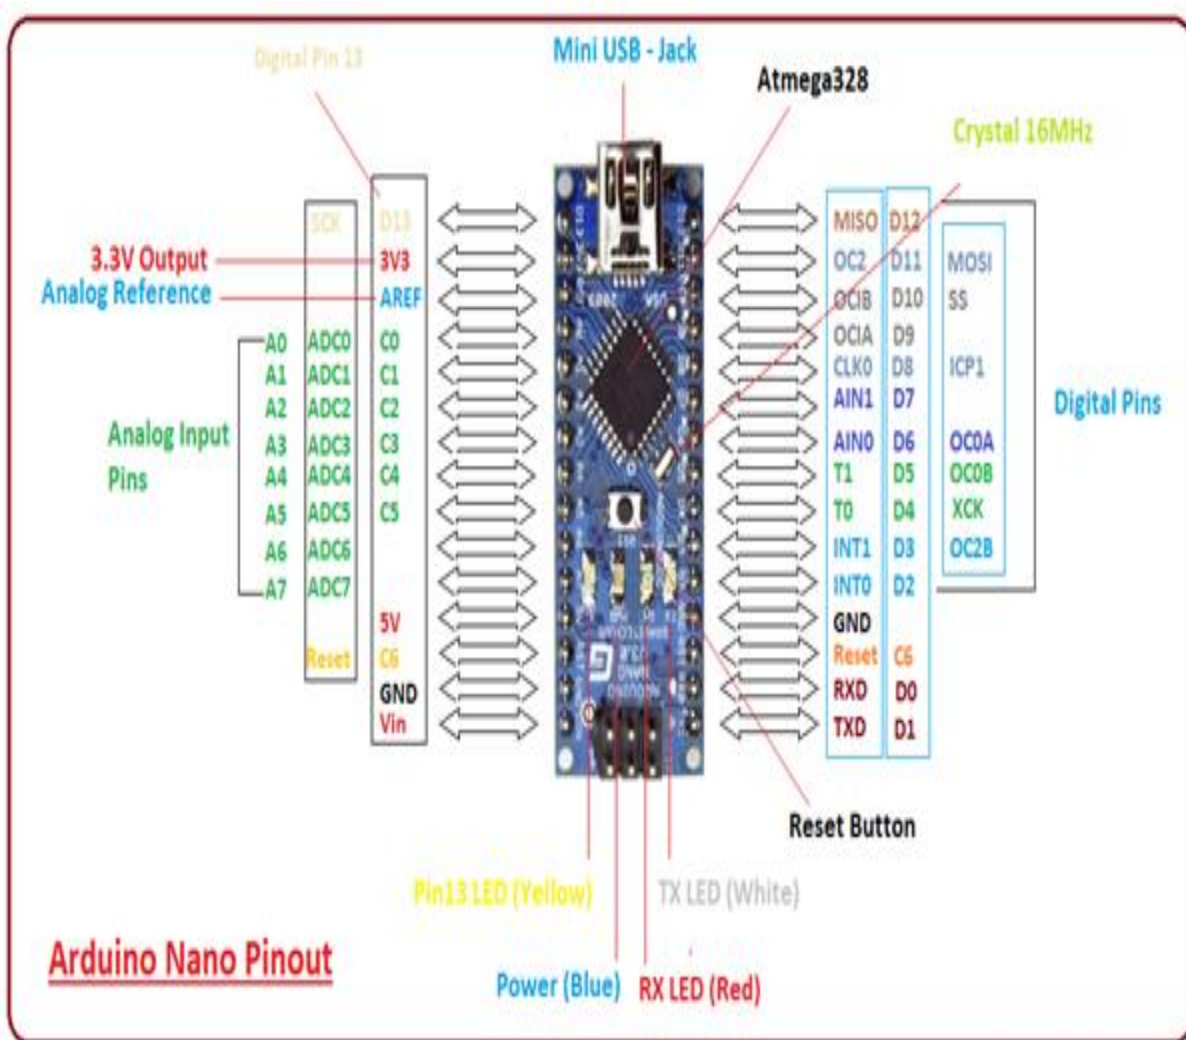 Digital Pin 13
Mini USB - Jack
Atmega328
Crystal 16MHz
SCK D13
3.3V Output 3V3
Analog Reference AREF
A0 ADC0 C0
A1 ADC1 C1
A2 ADC2 C2
A3 ADC3 C3
A4 ADC4 C4
A5 ADC5 C5
A6 ADC6
A7 ADC7
Analog Input
Pins
5V
Reset C6
GND
Vin
MISO D12
OC2 D11 MOSI
OCIB D10 SS
OCIA D9
CLK0 D8 ICP1
AIN1 D7
AIN0 D6 OC0A
T1 D5 OC0B
T0 D4 XCK
INT1 D3 OC2B
INT0 D2
GND
Reset C6
RXD D0
TXD D1
Digital Pins
Reset Button
Pin13 LED (Yellow)
TX LED (White)
Power (Blue)
RX LED (Red)
Arduino Nano Pinout